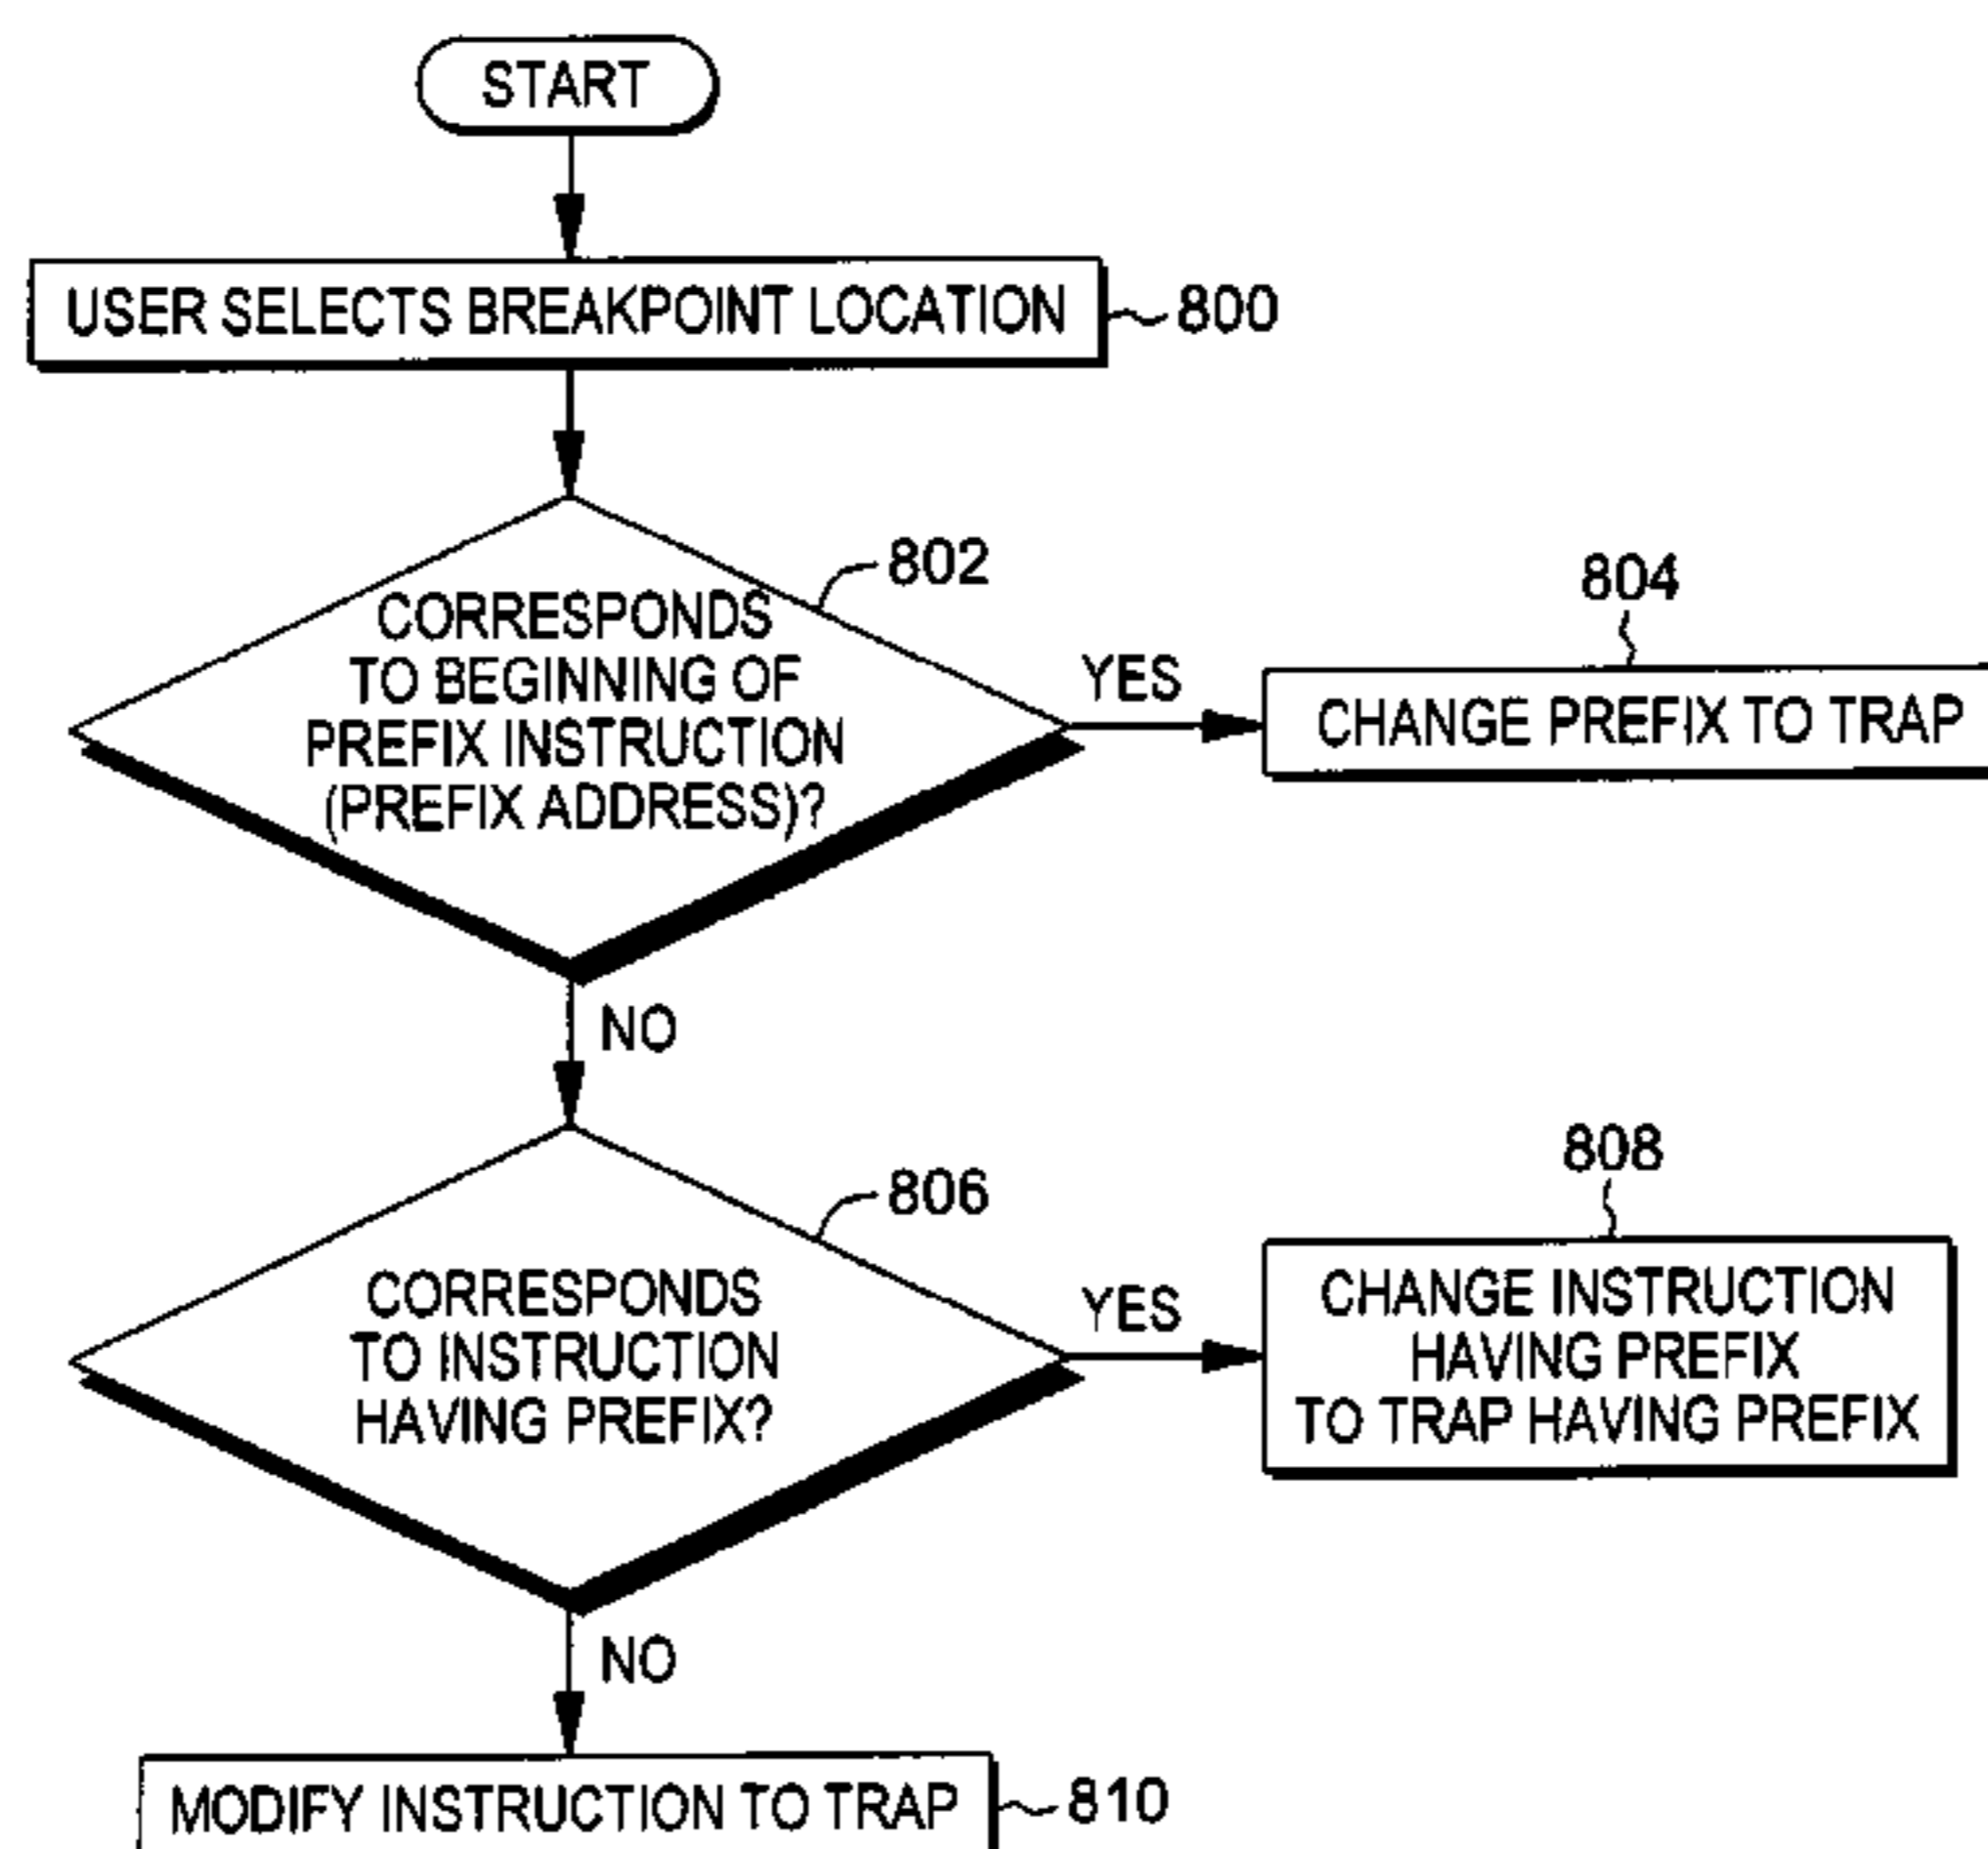 START
USER SELECTS BREAKPOINT LOCATION
800
802
CORRESPONDS
TO BEGINNING OF
PREFIX INSTRUCTION
(PREFIX ADDRESS)?
YES
804
CHANGE PREFIX TO TRAP
NO
806
CORRESPONDS
TO INSTRUCTION
HAVING PREFIX?
YES
808
CHANGE INSTRUCTION
HAVING PREFIX
TO TRAP HAVING PREFIX
NO
MODIFY INSTRUCTION TO TRAP
810